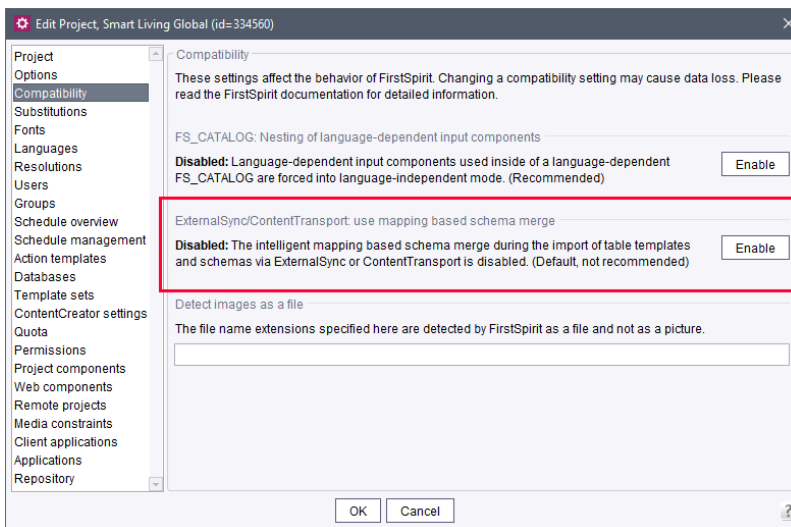 Edit Project, Smart Living Global (id=334560)
Project
Options
Compatibility
Substitutions
Fonts
Languages
Resolutions
Users
Groups
Schedule overview
Schedule management
Action templates
Databases
Template sets
ContentCreator settings
Quota
Permissions
Project components
Web components
Remote projects
Media constraints
Client applications
Applications
Repository
Compatibility
These settings affect the behavior of FirstSpirit. Changing a compatibility setting may cause data loss. Please
read the FirstSpirit documentation for detailed information.
FS_CATALOG: Nesting of language-dependent input components
Disabled: Language-dependent input components used inside of a language-dependent
FS_CATALOG are forced into language-independent mode. (Recommended)
Enable
ExternalSync/ContentTransport: use mapping based schema merge
Disabled: The intelligent mapping based schema merge during the import of table templates
and schemas via ExternalSync or ContentTransport is disabled. (Default, not recommended)
Enable
Detect images as a file
The file name extensions specified here are detected by FirstSpirit as a file and not as a picture.
OK
Cancel
?